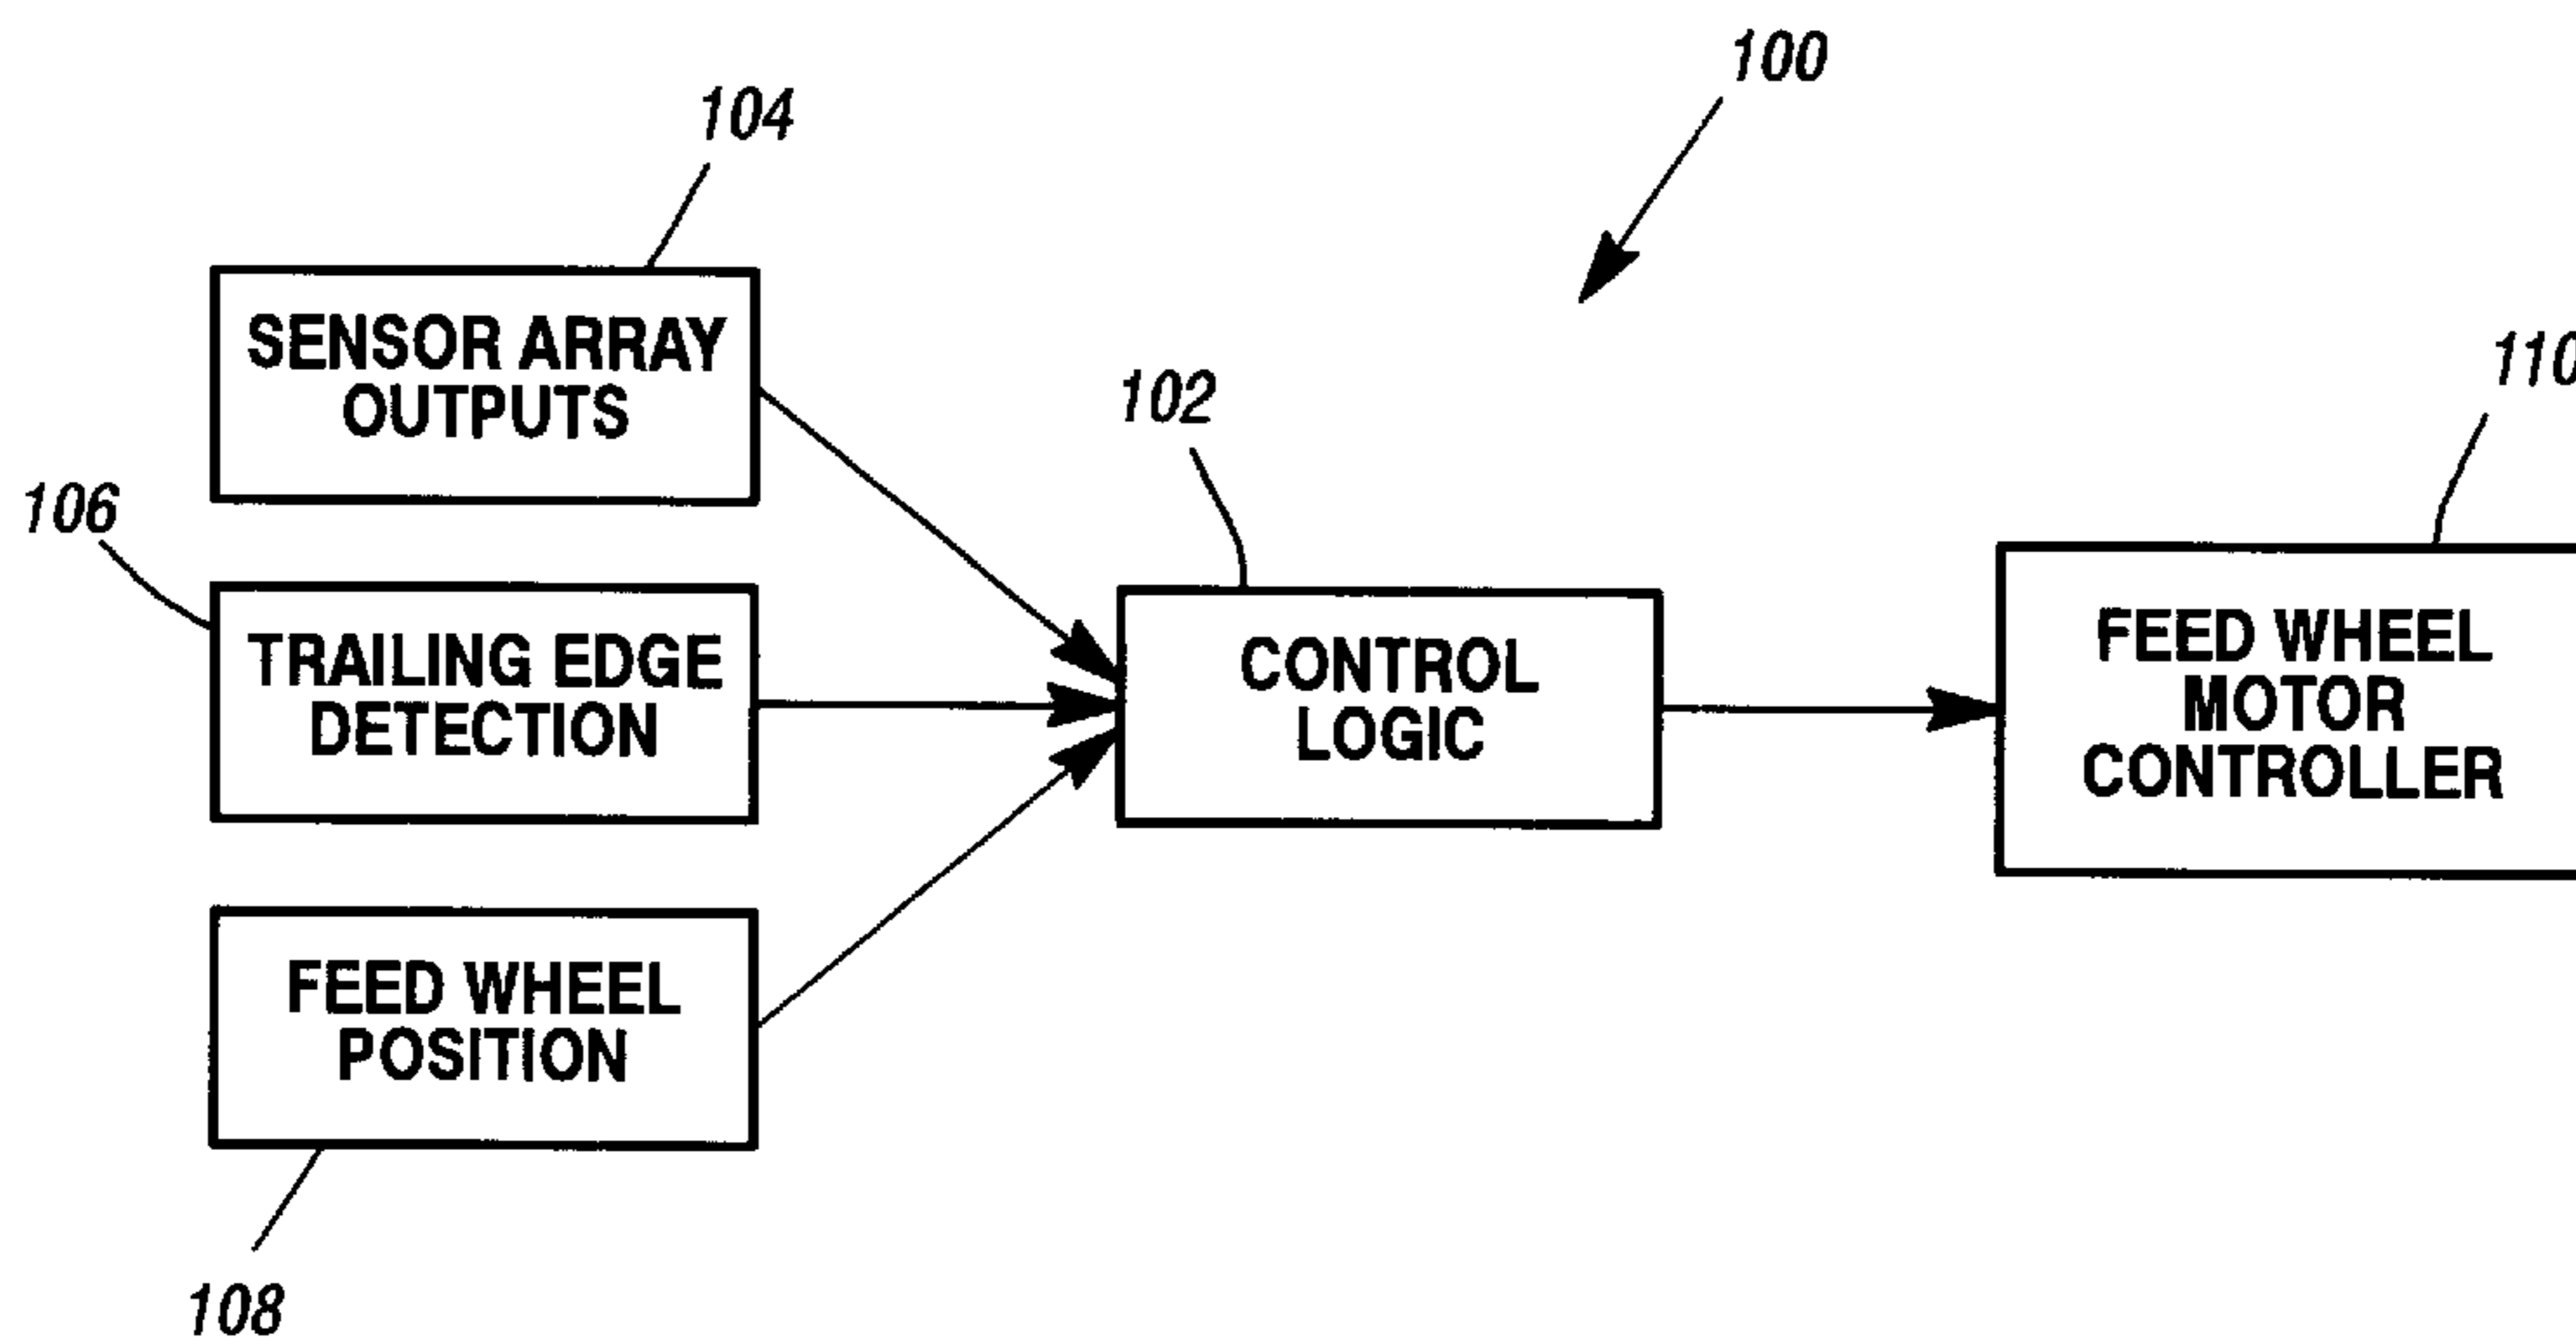 100
104
SENSOR ARRAY
OUTPUTS
102
110
106
TRAILING EDGE
DETECTION
CONTROL
LOGIC
FEED WHEEL
MOTOR
CONTROLLER
FEED WHEEL
POSITION
108